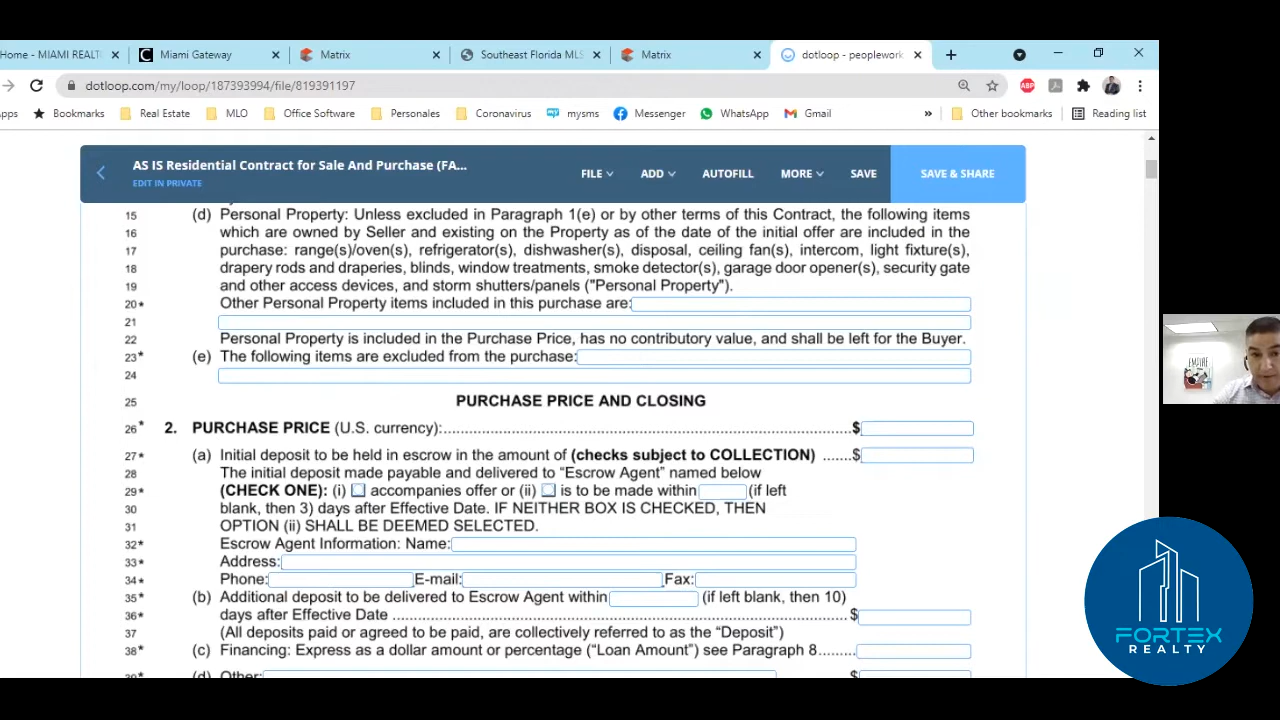 Home - MIAMI REALT
Miami Gateway
Matrix
Southeast Florida MLS
Matrix
dotloop - peoplework
dotloop.com/my/loop/187393994/file/819391197
ABP
pps
Bookmarks
Real Estate
MLO
Office Software
Personales
Coronavirus
mysms
Messenger
WhatsApp
Gmail
»
Other bookmarks
Reading list
AS IS Residential Contract for Sale And Purchase (FA...
EDIT IN PRIVATE
FILE
ADD
AUTOFILL
MORE
SAVE
SAVE & SHARE
15 (d) Personal Property: Unless excluded in Paragraph 1(e) or by other terms of this Contract, the following items
16 which are owned by Seller and existing on the Property as of the date of the initial offer are included in the
17 purchase: range(s)/oven(s), refrigerator(s), dishwasher(s), disposal, ceiling fan(s), intercom, light fixture(s),
18 drapery rods and draperies, blinds, window treatments, smoke detector(s), garage door opener(s), security gate
19 and other access devices, and storm shutters/panels ("Personal Property").
20* Other Personal Property items included in this purchase are:
21
22 Personal Property is included in the Purchase Price, has no contributory value, and shall be left for the Buyer.
23* (e) The following items are excluded from the purchase:
24
25 PURCHASE PRICE AND CLOSING
26* 2. PURCHASE PRICE (U.S. currency):........................................................................................$
27* (a) Initial deposit to be held in escrow in the amount of (checks subject to COLLECTION) .......$
28 The initial deposit made payable and delivered to “Escrow Agent” named below
29* (CHECK ONE): (i) accompanies offer or (ii) is to be made within (if left
30 blank, then 3) days after Effective Date. IF NEITHER BOX IS CHECKED, THEN
31 OPTION (ii) SHALL BE DEEMED SELECTED.
32* Escrow Agent Information: Name:
33* Address:
34* Phone: E-mail: Fax:
35* (b) Additional deposit to be delivered to Escrow Agent within (if left blank, then 10)
36* days after Effective Date ...................................................................................................$
37 (All deposits paid or agreed to be paid, are collectively referred to as the “Deposit”)
38* (c) Financing: Express as a dollar amount or percentage (“Loan Amount”) see Paragraph 8.........
39* (d) Other: $
EMPIRE
FORTEX
REALTY